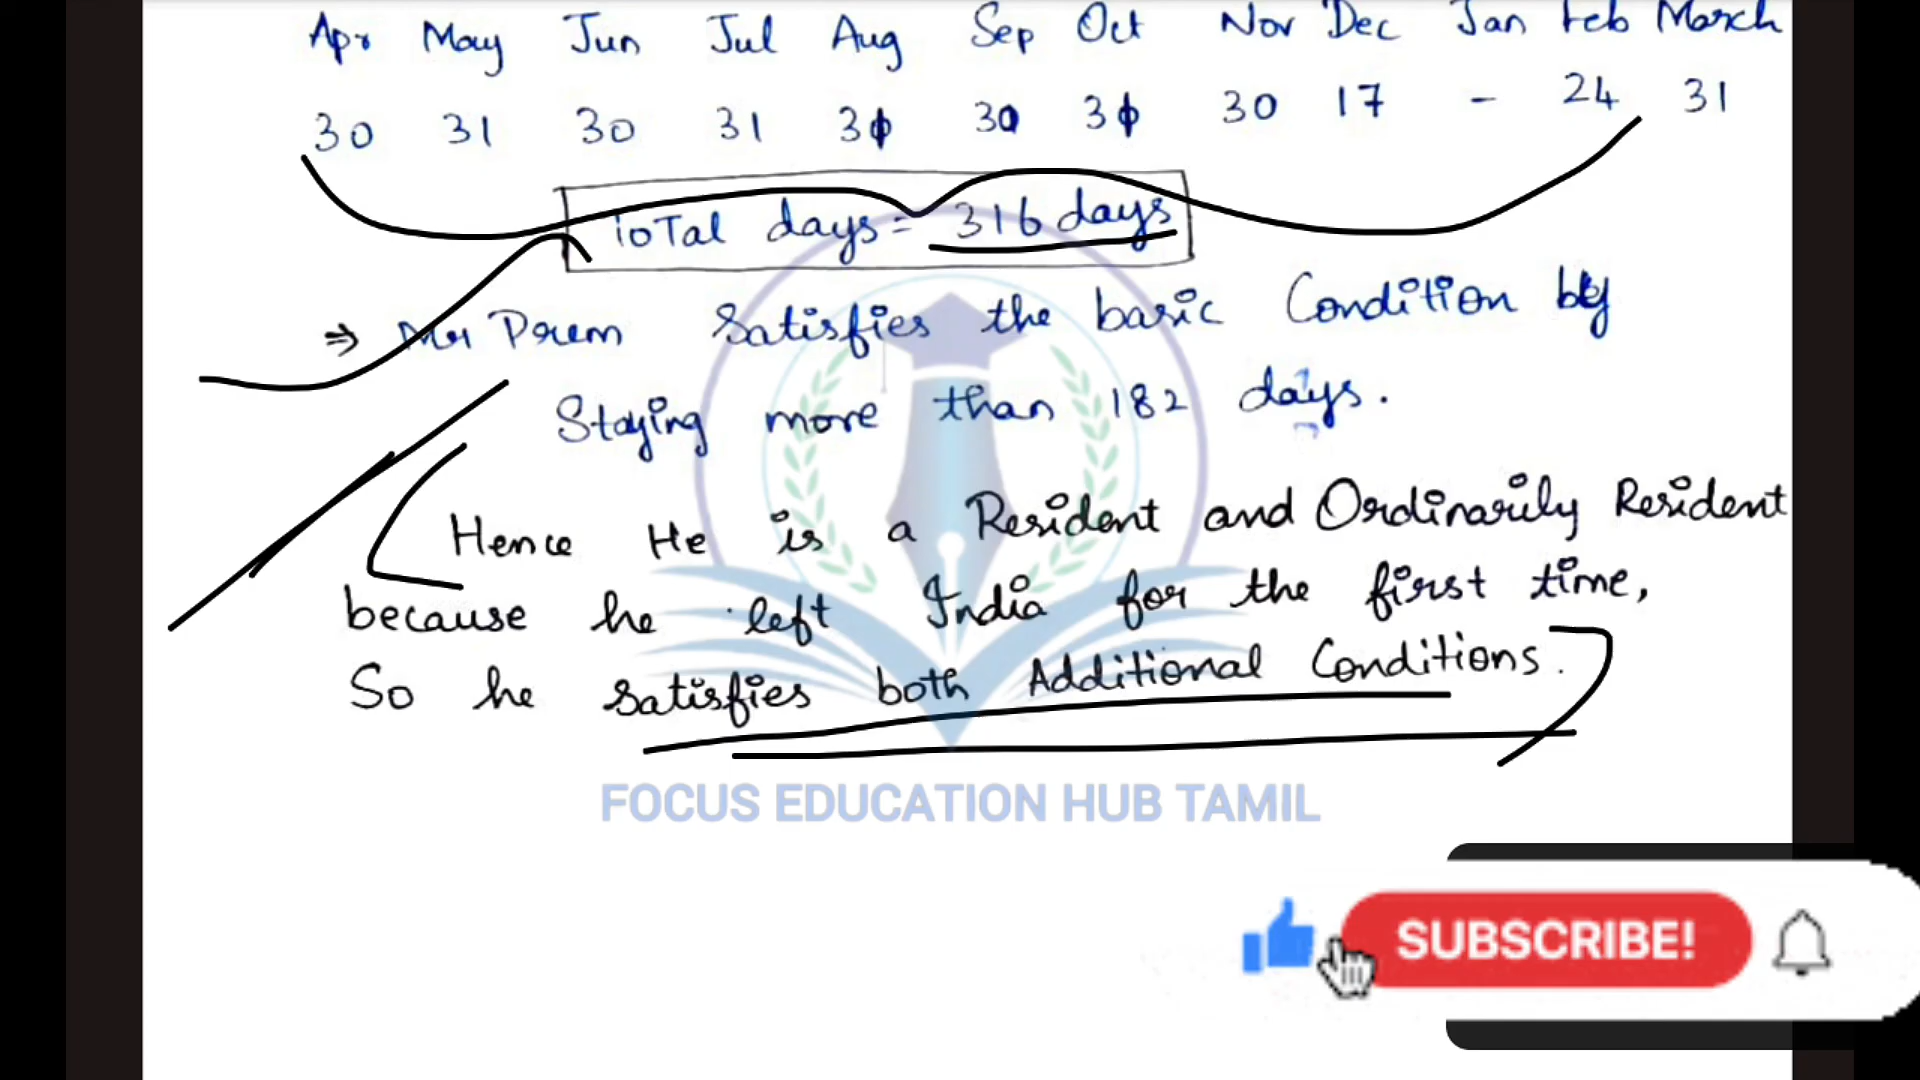 Apr May Jun Jul Aug Sep Oct Nov Dec Jan Feb March
30 31 30 31 31 30 31 30 17 - 24 31
Total days = 316 days
⇒ Mr Prem satisfies the basic Condition by
Staying more than 182 days.
Hence He is a Resident and Ordinarily Resident
because he left India for the first time,
So he satisfies both Additional Conditions.
FOCUS EDUCATION HUB TAMIL
SUBSCRIBE!